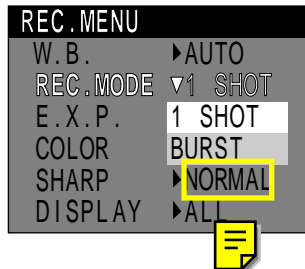 REC.MENU
W.B. ▶AUTO
REC.MODE ▼1 SHOT
E.X.P. 1 SHOT
COLOR BURST
SHARP ▶NORMAL
DISPLAY ▶ALL